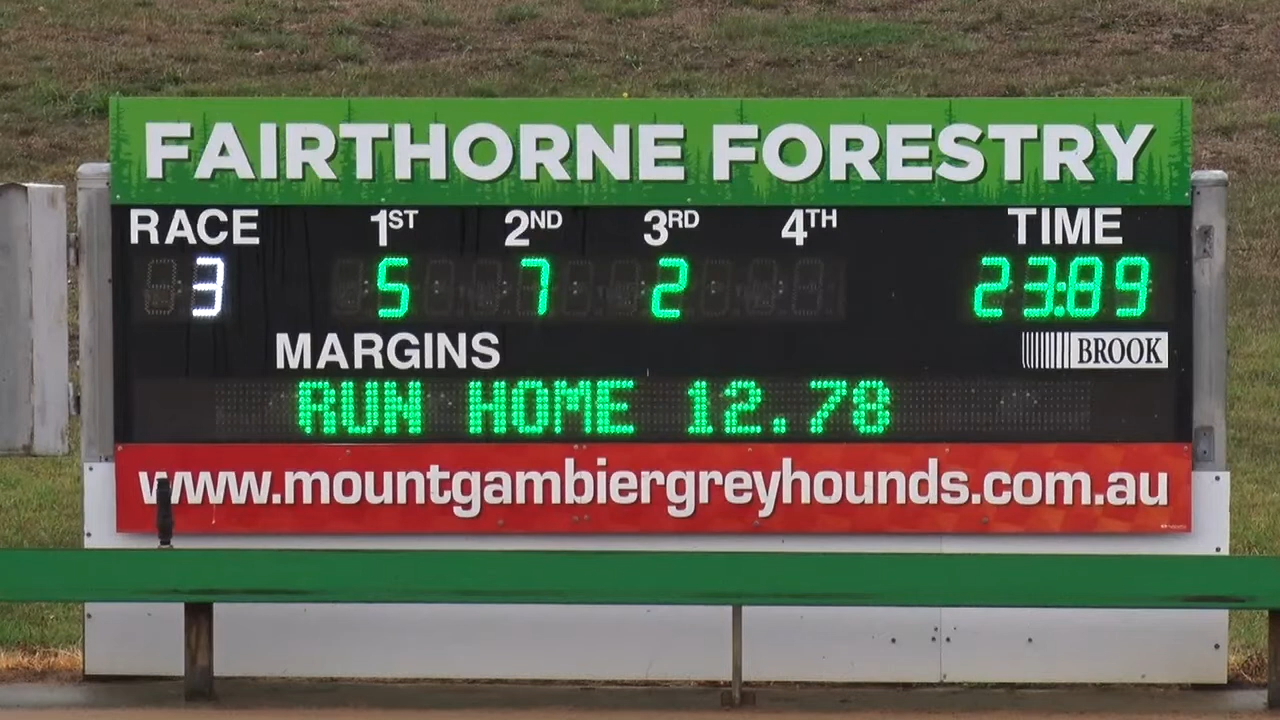 FAIRTHORNE FORESTRY
RACE 1ST 2ND 3RD 4TH TIME
3 5 7 2 23:89
MARGINS
BROOK
RUN HOME 12.78
www.mountgambiergreyhounds.com.au